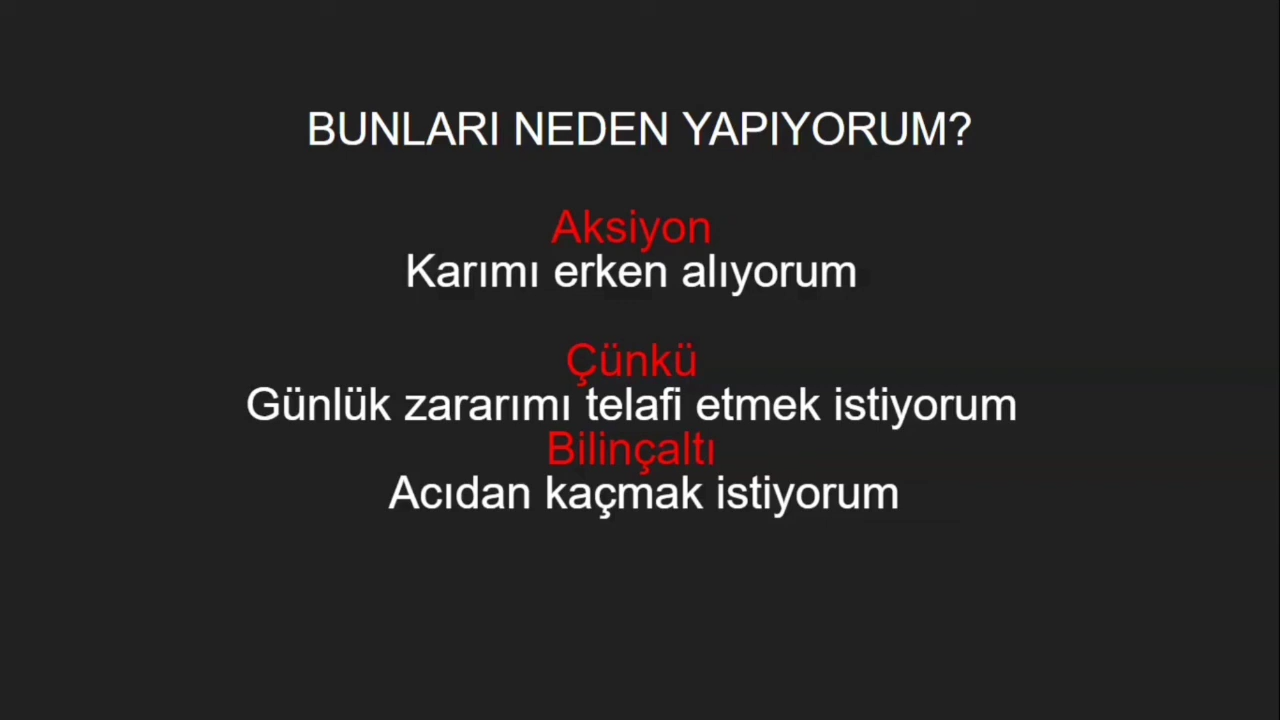 BUNLARI NEDEN YAPIYORUM?
Aksiyon
Karımı erken alıyorum
Çünkü
Günlük zararımı telafi etmek istiyorum
Bilinçaltı
Acıdan kaçmak istiyorum